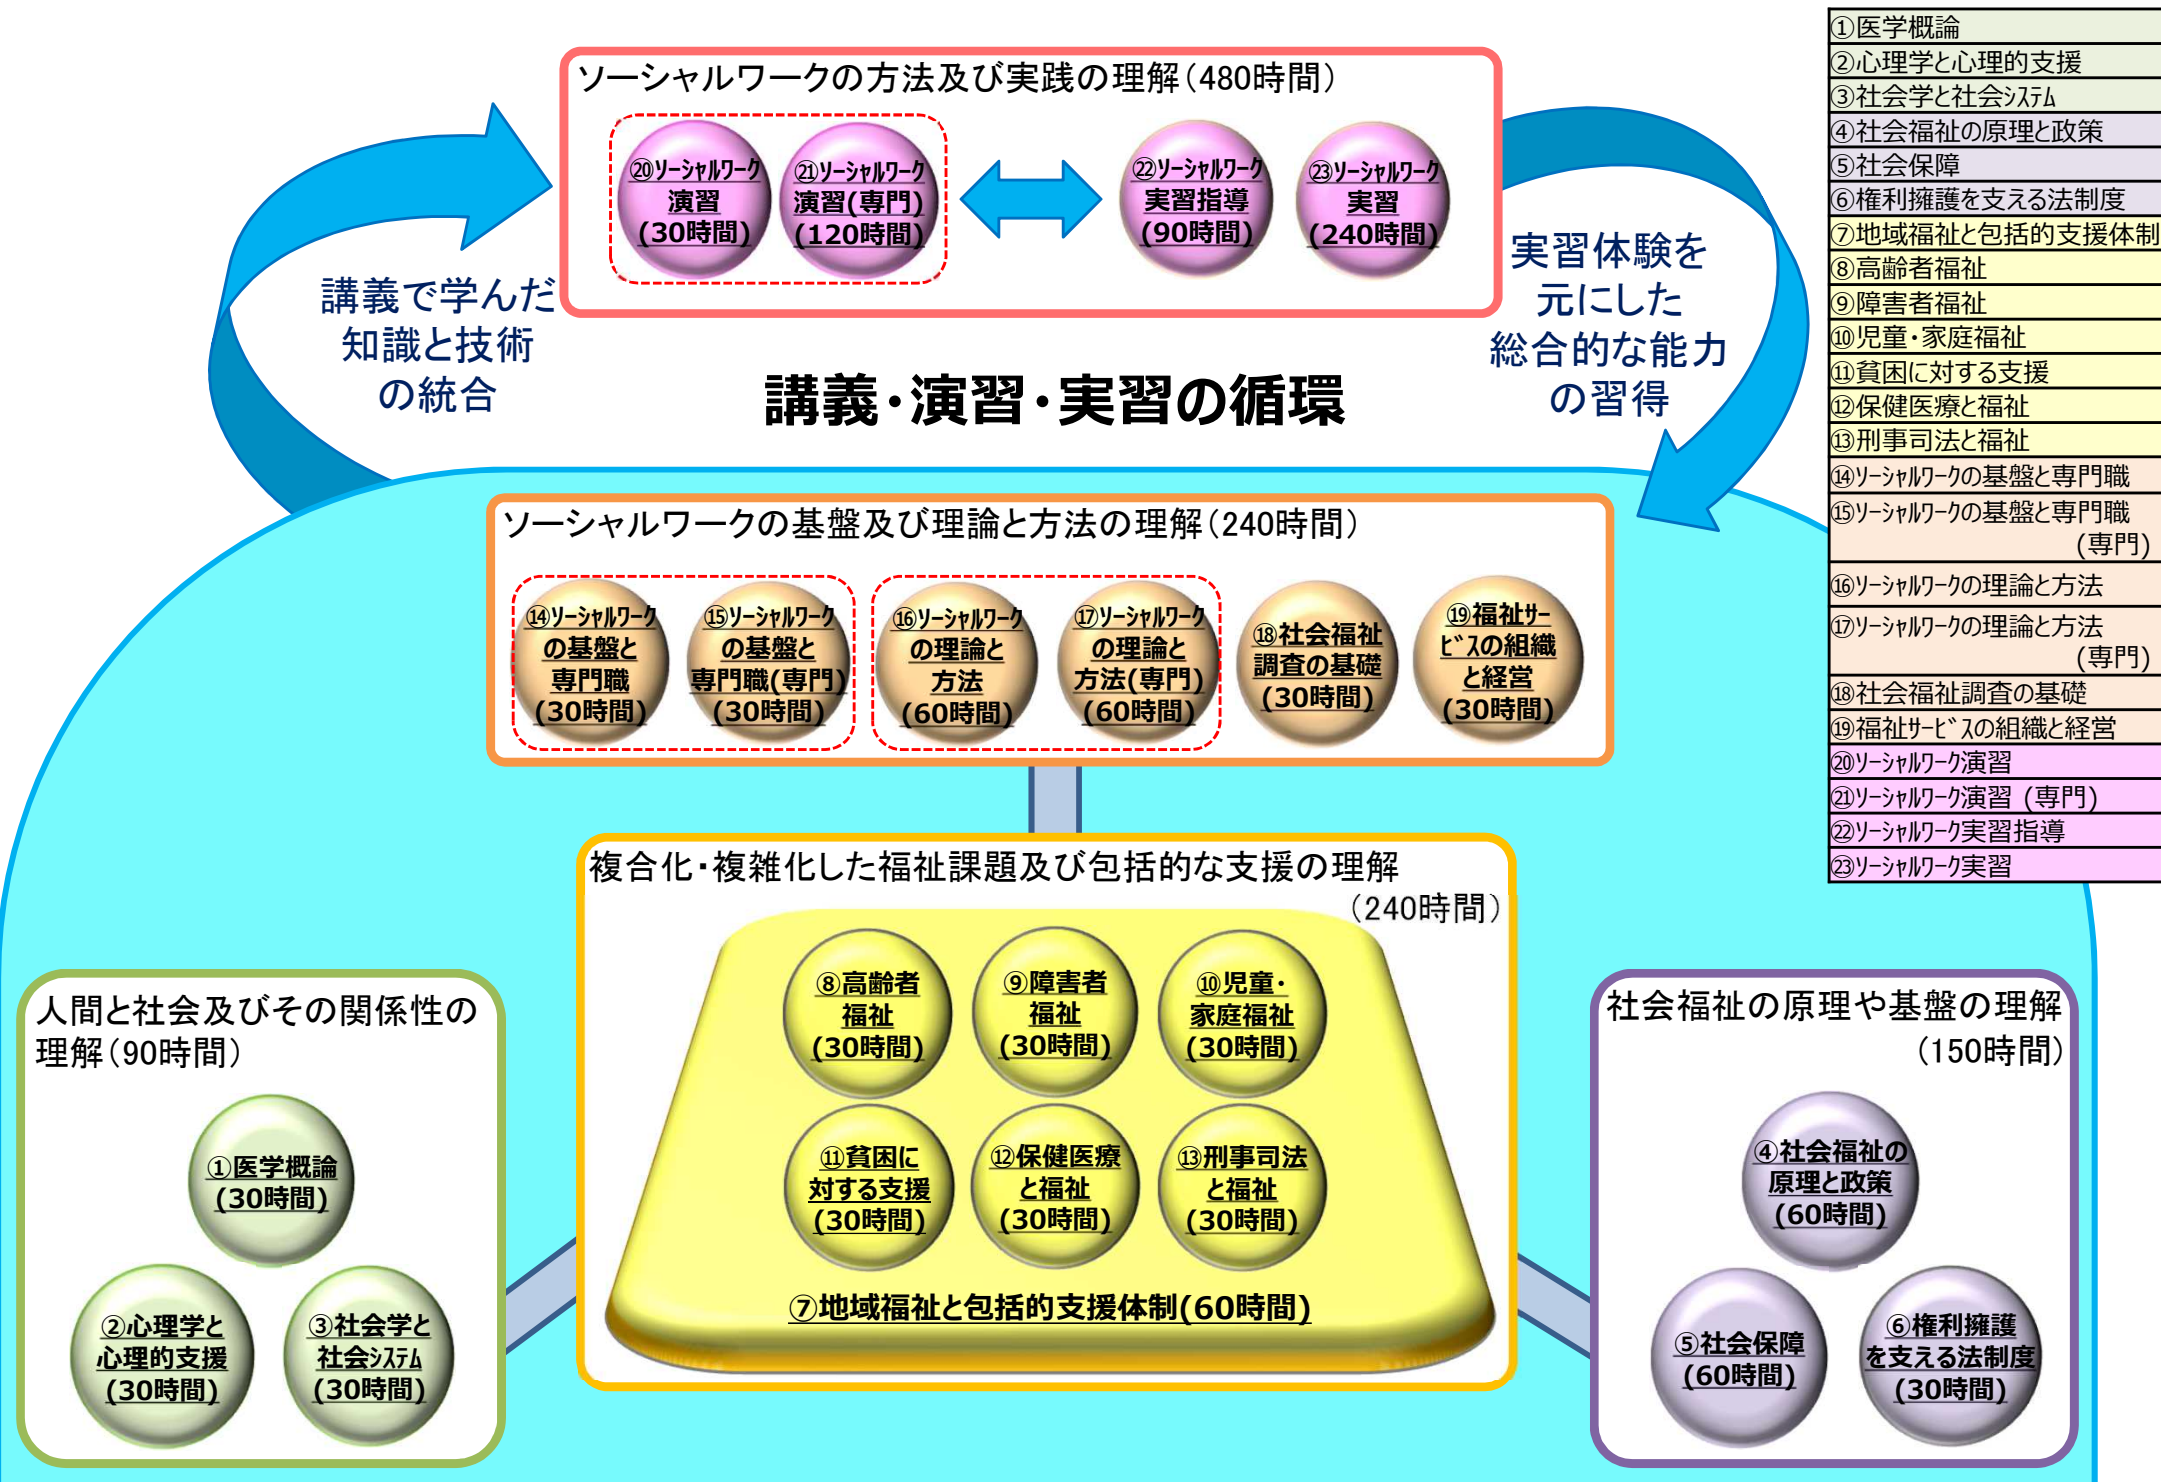 ソーシャルワークの方法及び実践の理解(480時間)
⑳ソーシャルワーク
演習
(30時間)
㉑ソーシャルワーク
演習(専門)
(120時間)
㉒ソーシャルワーク
実習指導
(90時間)
㉓ソーシャルワーク
実習
(240時間)
講義で学んだ
知識と技術
の統合
実習体験を
元にした
総合的な能力
の習得
講義・演習・実習の循環
ソーシャルワークの基盤及び理論と方法の理解(240時間)
⑭ソーシャルワーク
の基盤と
専門職
(30時間)
⑮ソーシャルワーク
の基盤と
専門職(専門)
(30時間)
⑯ソーシャルワーク
の理論と
方法
(60時間)
⑰ソーシャルワーク
の理論と
方法(専門)
(60時間)
⑱社会福祉
調査の基礎
(30時間)
⑲福祉サー
ビスの組織
と経営
(30時間)
複合化・複雑化した福祉課題及び包括的な支援の理解
(240時間)
⑧高齢者
福祉
(30時間)
⑨障害者
福祉
(30時間)
⑩児童・
家庭福祉
(30時間)
⑪貧困に
対する支援
(30時間)
⑫保健医療
と福祉
(30時間)
⑬刑事司法
と福祉
(30時間)
⑦地域福祉と包括的支援体制(60時間)
人間と社会及びその関係性の
理解(90時間)
①医学概論
(30時間)
②心理学と
心理的支援
(30時間)
③社会学と
社会システム
(30時間)
社会福祉の原理や基盤の理解
(150時間)
④社会福祉の
原理と政策
(60時間)
⑤社会保障
(60時間)
⑥権利擁護
を支える法制度
(30時間)
①医学概論
②心理学と心理的支援
③社会学と社会システム
④社会福祉の原理と政策
⑤社会保障
⑥権利擁護を支える法制度
⑦地域福祉と包括的支援体制
⑧高齢者福祉
⑨障害者福祉
⑩児童・家庭福祉
⑪貧困に対する支援
⑫保健医療と福祉
⑬刑事司法と福祉
⑭ソーシャルワークの基盤と専門職
⑮ソーシャルワークの基盤と専門職
(専門)
⑯ソーシャルワークの理論と方法
⑰ソーシャルワークの理論と方法
(専門)
⑱社会福祉調査の基礎
⑲福祉サービスの組織と経営
⑳ソーシャルワーク演習
㉑ソーシャルワーク演習 (専門)
㉒ソーシャルワーク実習指導
㉓ソーシャルワーク実習